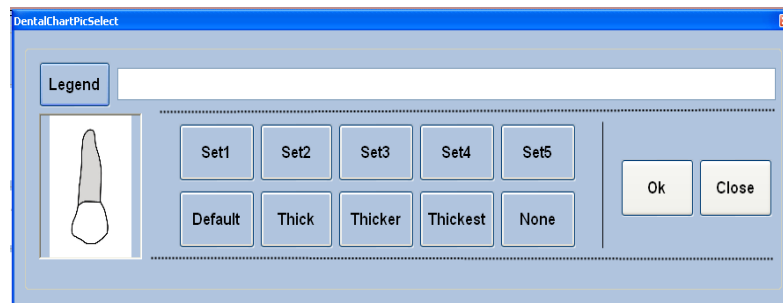 DentalChartPicSelect
Legend
Set1 Set2 Set3 Set4 Set5
Default Thick Thicker Thickest None
Ok Close